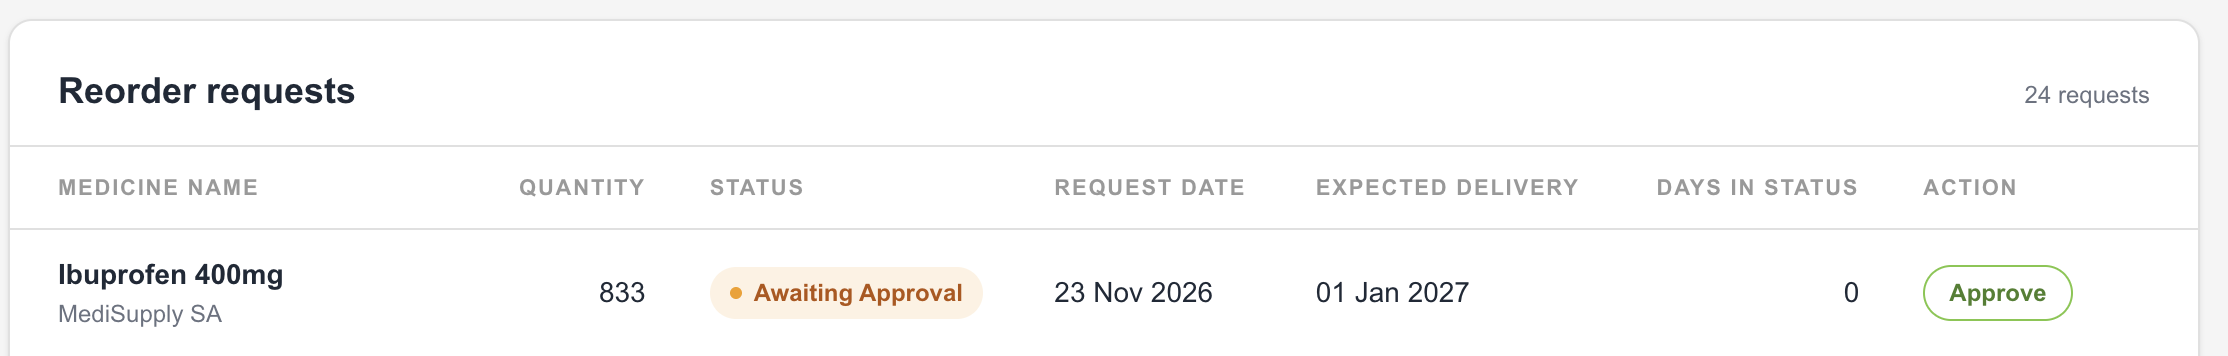 Reorder requests
24 requests
MEDICINE NAME QUANTITY STATUS REQUEST DATE EXPECTED DELIVERY DAYS IN STATUS ACTION
Ibuprofen 400mg
MediSupply SA
833 Awaiting Approval 23 Nov 2026 01 Jan 2027 0 Approve